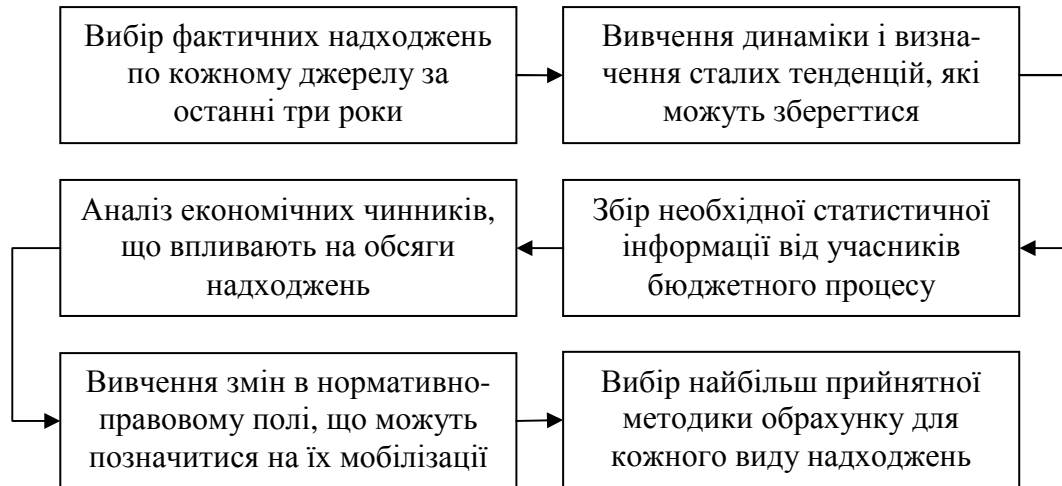 Вибір фактичних надходжень
по кожному джерелу за
останні три роки
Вивчення динаміки і визна-
чення сталих тенденцій, які
можуть зберегтися
Збір необхідної статистичної
інформації від учасників
бюджетного процесу
Аналіз економічних чинників,
що впливають на обсяги
надходжень
Вивчення змін в нормативно-
правовому полі, що можуть
позначитися на їх мобілізації
Вибір найбільш прийнятної
методики обрахунку для
кожного виду надходжень